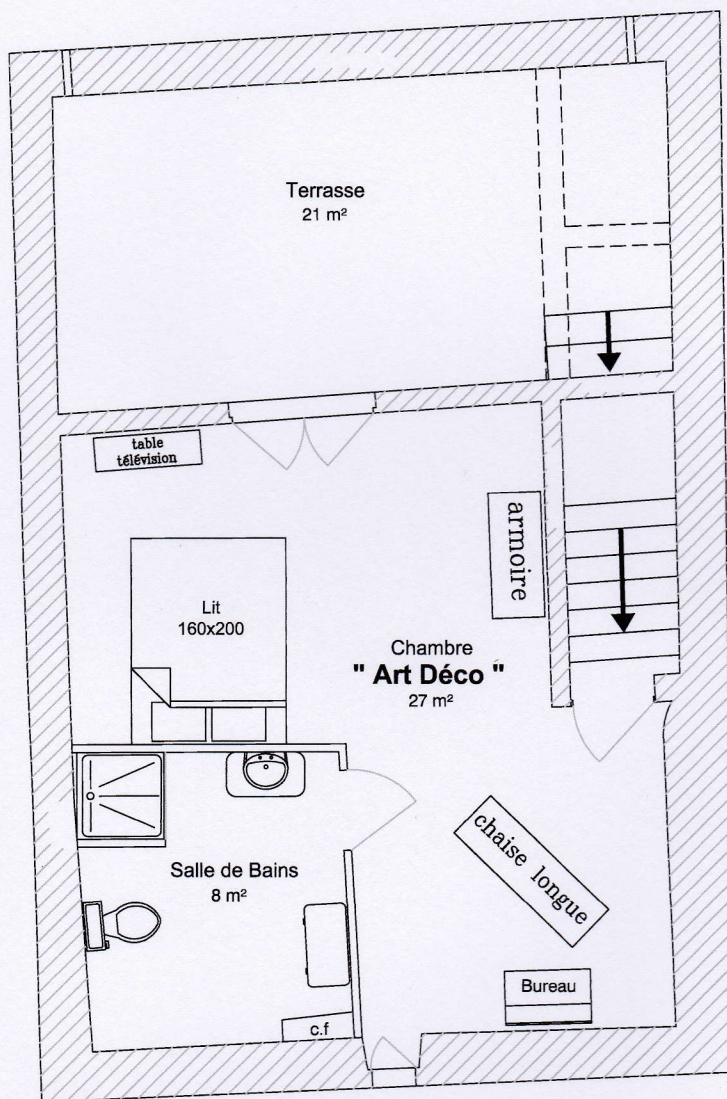 Terrasse
21 m²
table
télévision
armoire
Lit
160x200
Chambre
" Art Déco "
27 m²
chaise longue
Salle de Bains
8 m²
Bureau
c.f